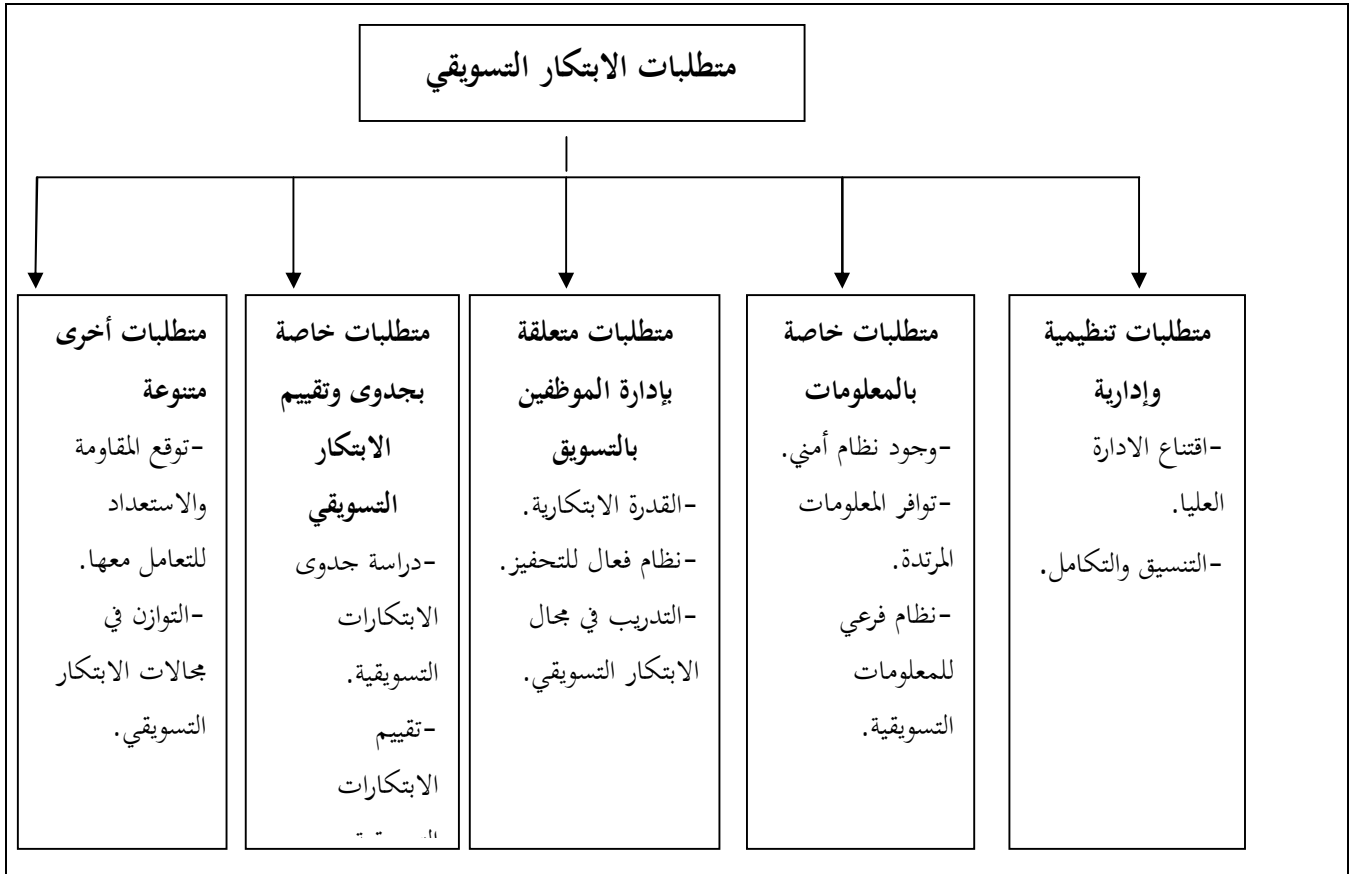 متطلبات الابتكار التسويقي
متطلبات تنظيمية
وإدارية
-اقتناع الادارة
العليا.
-التنسيق والتكامل.
متطلبات خاصة
بالمعلومات
-وجود نظام أمني.
-توافر المعلومات
المرتدة.
-نظام فرعي
للمعلومات
التسويقية.
متطلبات متعلقة
بإدارة الموظفين
بالتسويق
-القدرة الابتكارية.
-نظام فعال للتحفيز.
-التدريب في مجال
الابتكار التسويقي.
متطلبات خاصة
بجدوى وتقييم
الابتكار
التسويقي
-دراسة جدوى
الابتكارات
التسويقية.
-تقييم
الابتكارات
متطلبات أخرى
متنوعة
-توقع المقاومة
والاستعداد
للتعامل معها.
-التوازن في
مجالات الابتكار
التسويقي.